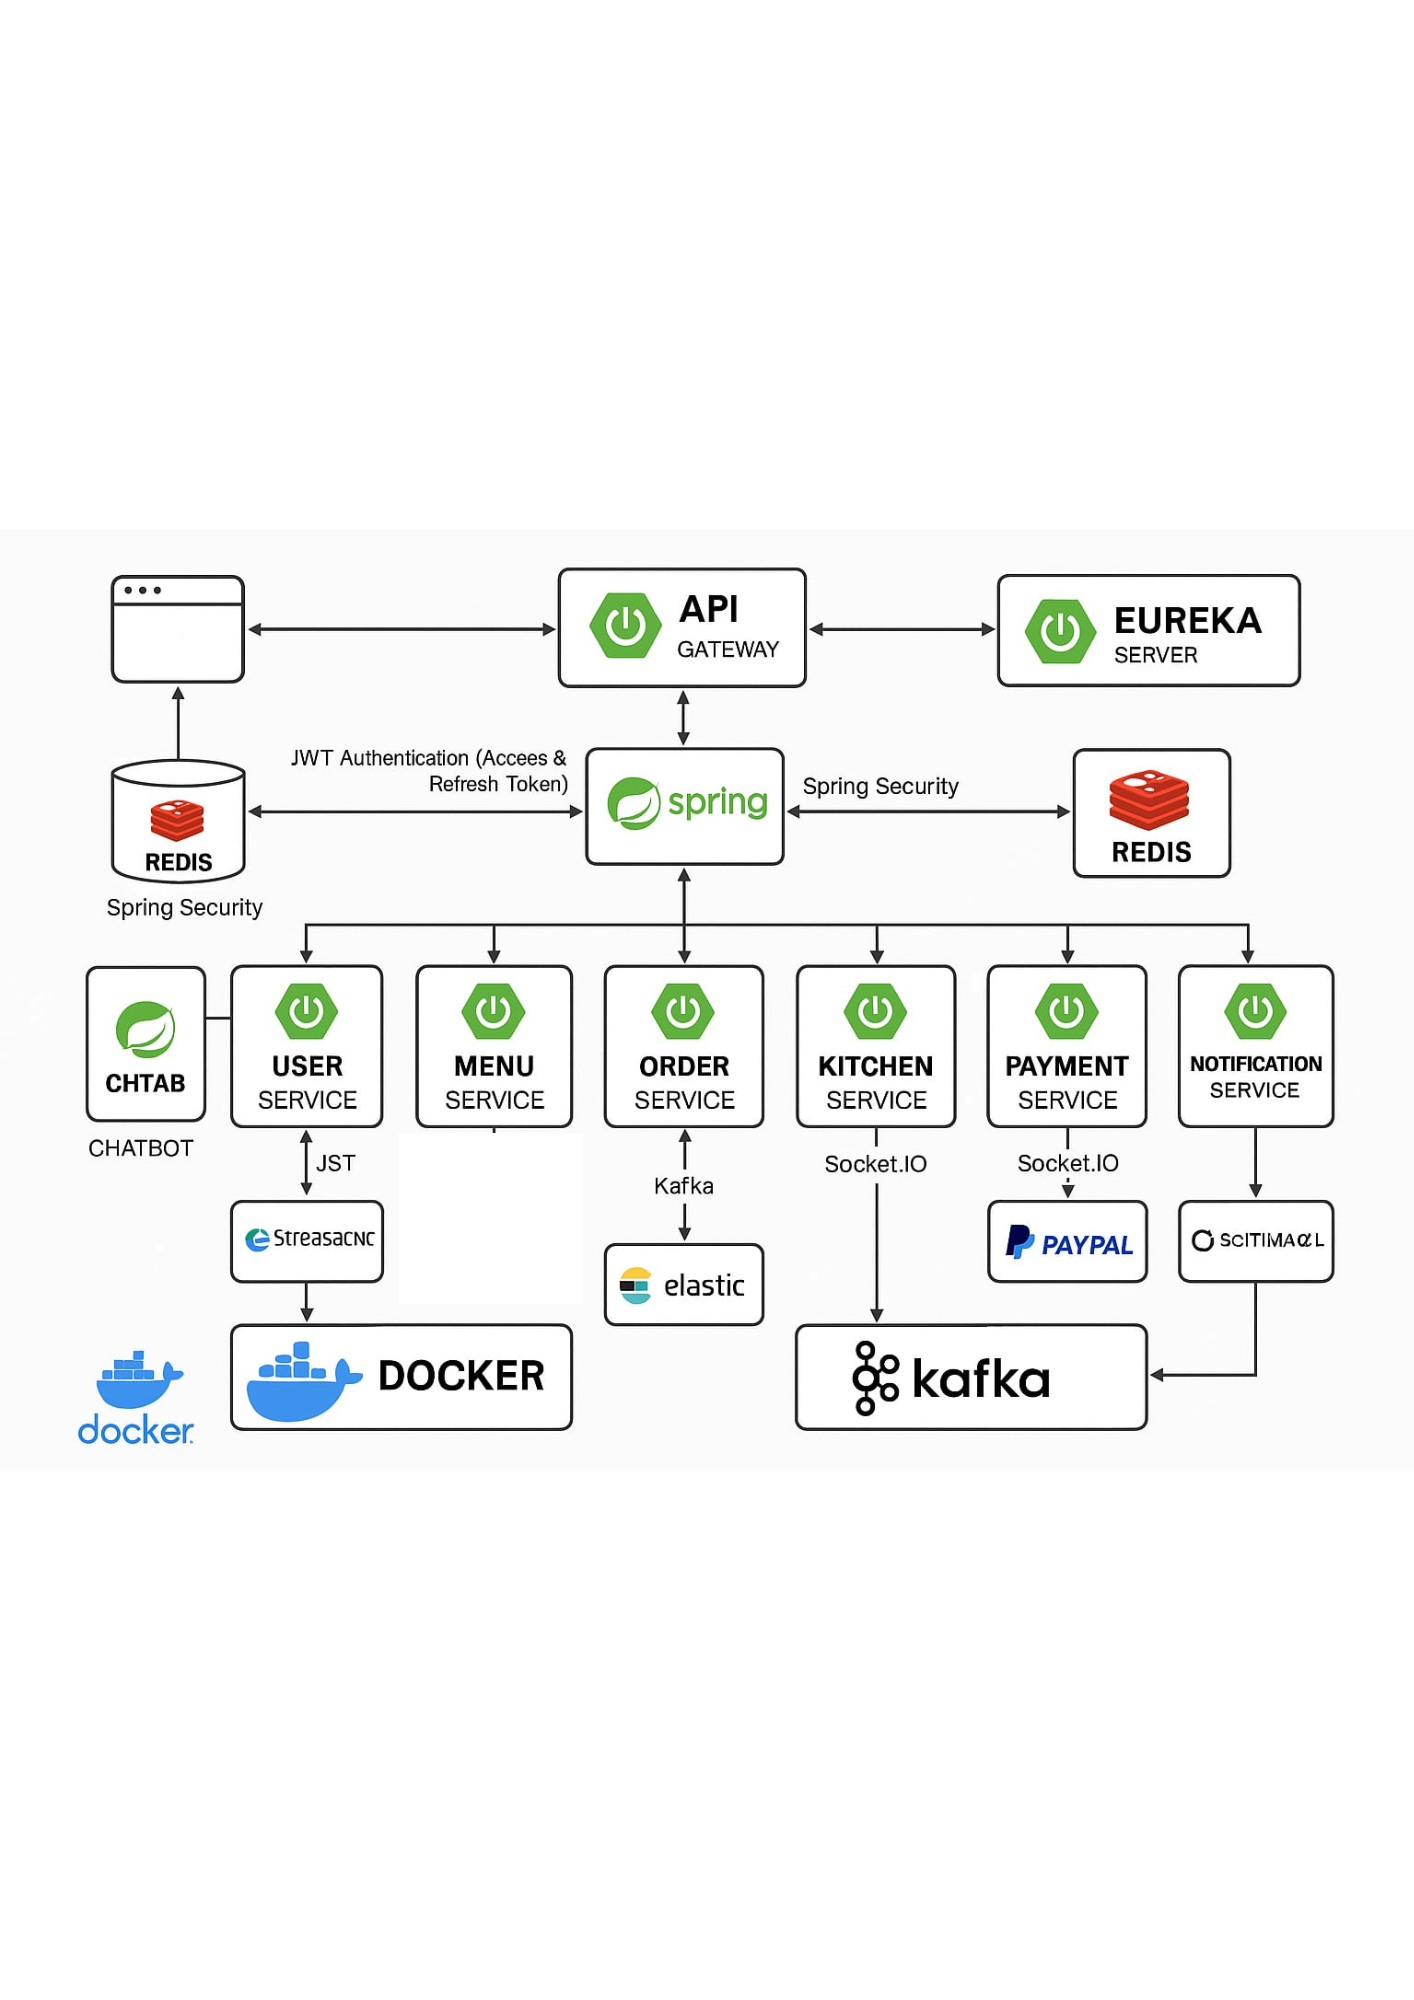 API
GATEWAY
EUREKA
SERVER
JWT Authentication (Accees &
Refresh Token)
spring
Spring Security
REDIS
REDIS
Spring Security
CHTAB
CHATBOT
USER
SERVICE
MENU
SERVICE
ORDER
SERVICE
KITCHEN
SERVICE
PAYMENT
SERVICE
NOTIFICATION
SERVICE
JST
Kafka
Socket.IO
Socket.IO
StreasaCNC
elastic
PAYPAL
SCITIMAαL
docker
DOCKER
kafka